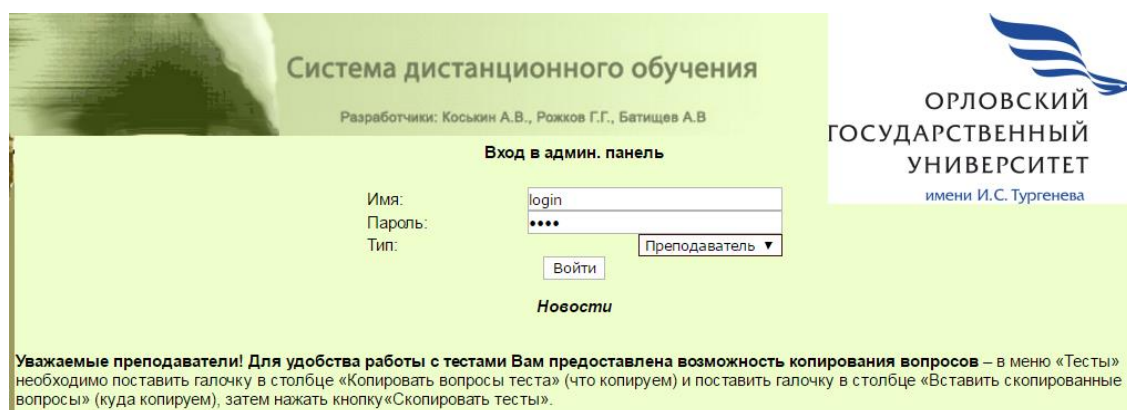 Система дистанционного обучения
Разработчики: Коськин А.В., Рожков Г.Г., Батищев А.В
ОРЛОВСКИЙ
ГОСУДАРСТВЕННЫЙ
УНИВЕРСИТЕТ
имени И.С. Тургенева
Вход в админ. панель
Имя: login
Пароль: ••••
Тип: Преподаватель ▼
Войти
Новости
Уважаемые преподаватели! Для удобства работы с тестами Вам предоставлена возможность копирования вопросов – в меню «Тесты»
необходимо поставить галочку в столбце «Копировать вопросы теста» (что копируем) и поставить галочку в столбце «Вставить скопированные
вопросы» (куда копируем), затем нажать кнопку«Скопировать тесты».